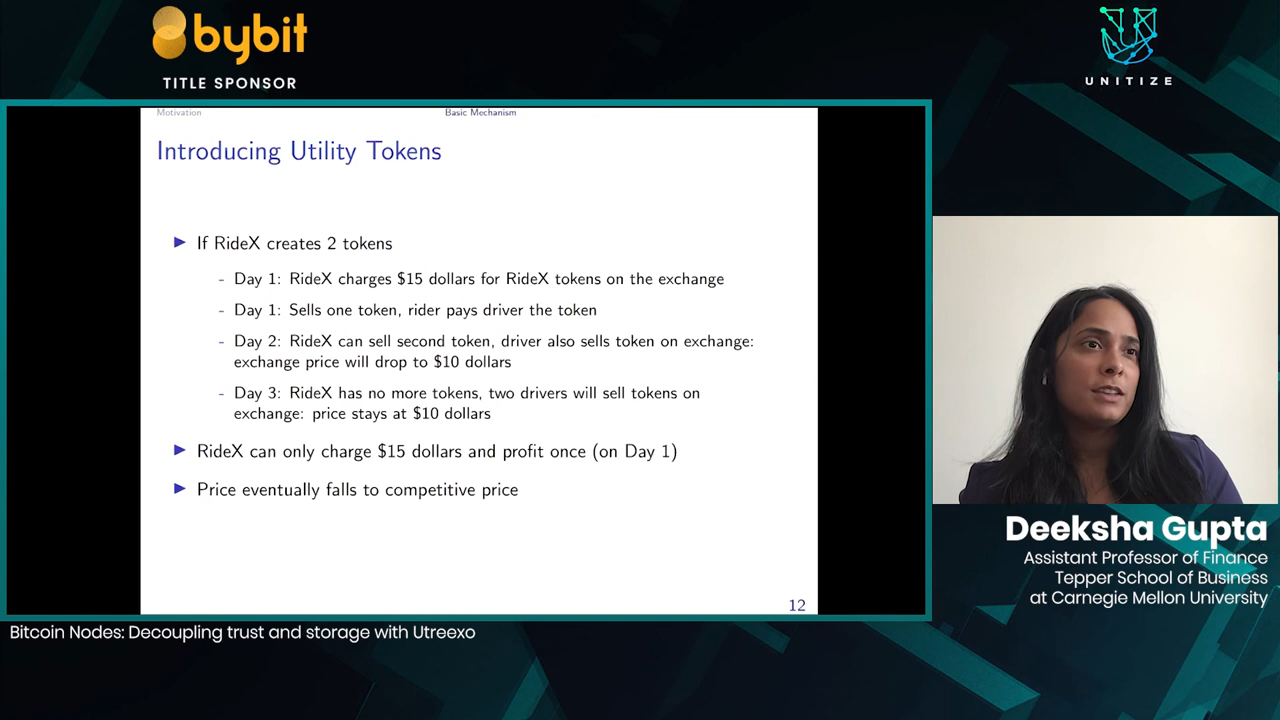 bybit
TITLE SPONSOR
UNITIZE
Motivation
Basic Mechanism
Introducing Utility Tokens
If RideX creates 2 tokens
- Day 1: RideX charges $15 dollars for RideX tokens on the exchange
- Day 1: Sells one token, rider pays driver the token
- Day 2: RideX can sell second token, driver also sells token on exchange:
exchange price will drop to $10 dollars
- Day 3: RideX has no more tokens, two drivers will sell tokens on
exchange: price stays at $10 dollars
RideX can only charge $15 dollars and profit once (on Day 1)
Price eventually falls to competitive price
12
Deeksha Gupta
Assistant Professor of Finance
Tepper School of Business
at Carnegie Mellon University
Bitcoin Nodes: Decoupling trust and storage with Utreexo